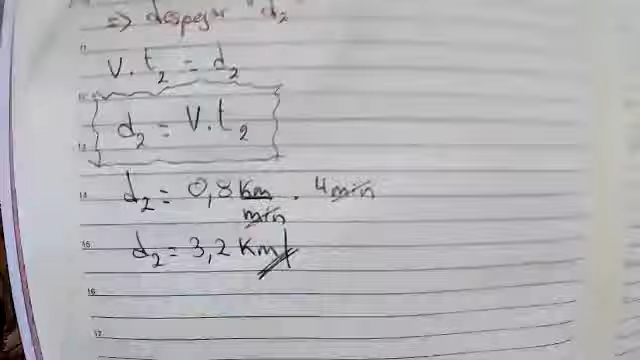 => despejar "d₂
V . t₂ = d₂
d₂ = V . t₂
d₂ = 0,8 Km/min . 4 min
d₂ = 3,2 Km